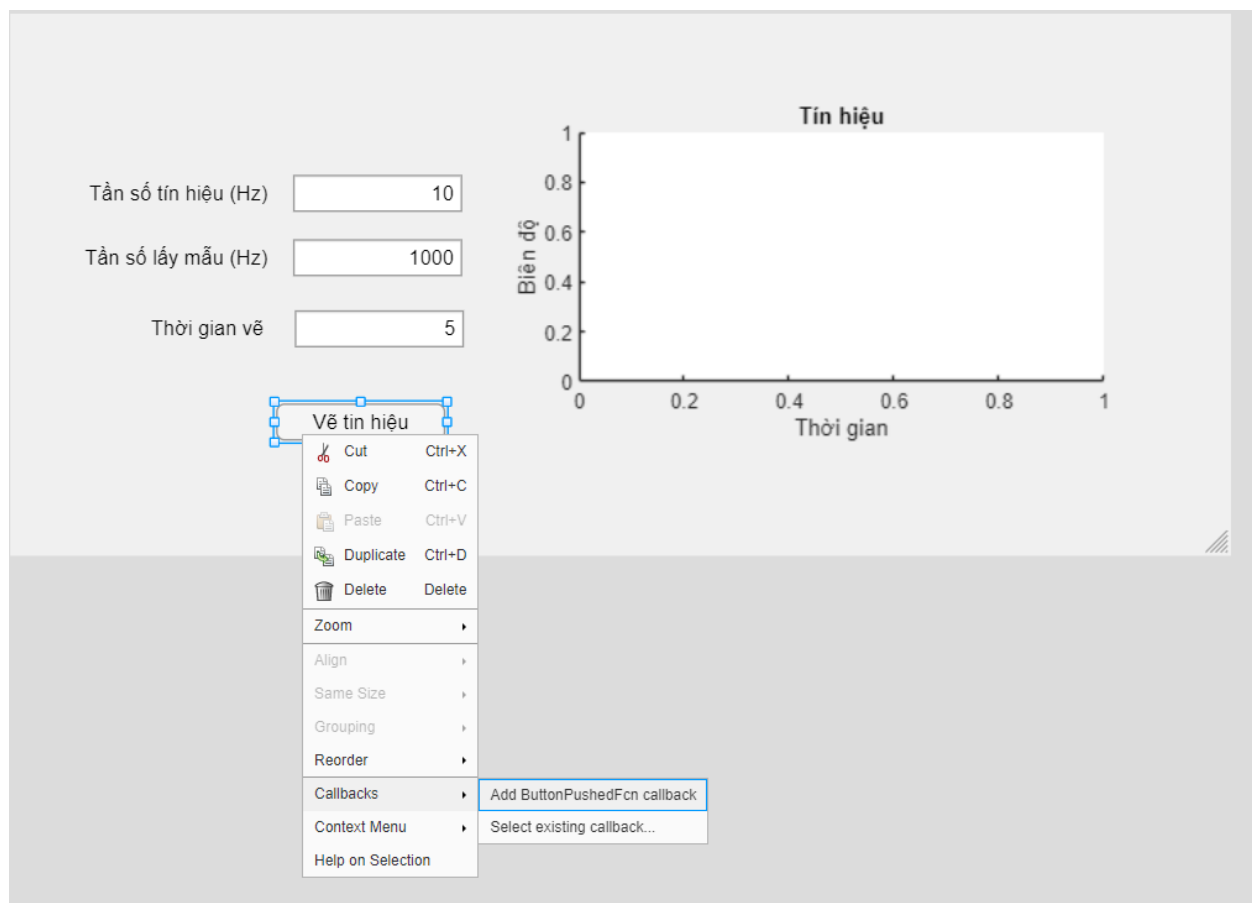 Tín hiệu
Tần số tín hiệu (Hz) 10
Tần số lấy mẫu (Hz) 1000
Thời gian vẽ 5
Biên độ
1
0.8
0.6
0.4
0.2
0
0 0.2 0.4 0.6 0.8 1
Thời gian
Vẽ tin hiệu
Cut Ctrl+X
Copy Ctrl+C
Paste Ctrl+V
Duplicate Ctrl+D
Delete Delete
Zoom
Align
Same Size
Grouping
Reorder
Callbacks
Add ButtonPushedFcn callback
Context Menu
Select existing callback...
Help on Selection